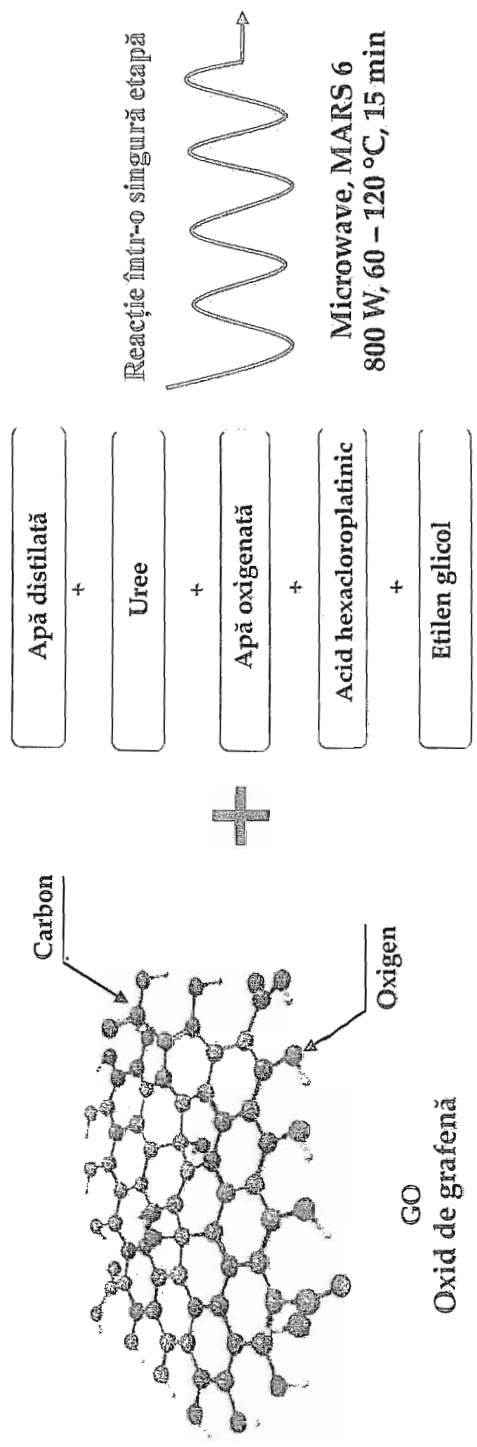 Carbon
Oxigen
GO
Oxid de grafenă
Apă distilată
+
Uree
+
Apă oxigenată
+
Acid hexacloroplatinic
+
Etilen glicol
Reacție într-o singură etapă
Microwave, MARS 6
800 W, 60 – 120 °C, 15 min